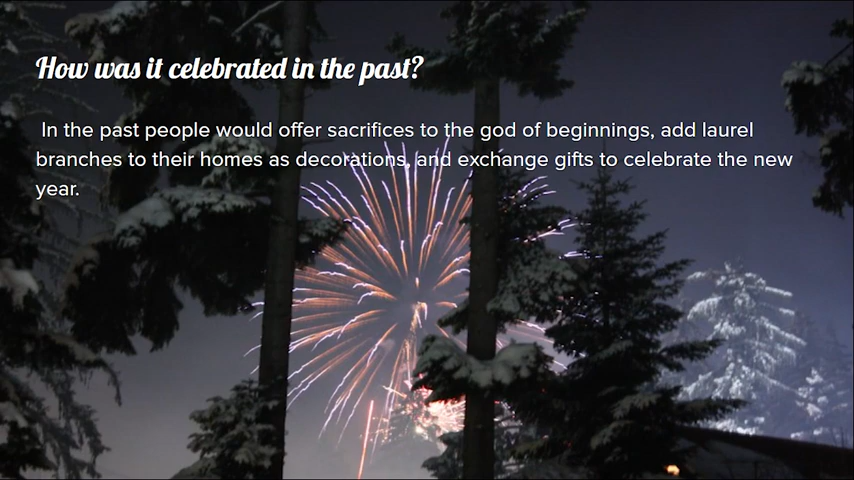 How was it celebrated in the past?
In the past people would offer sacrifices to the god of beginnings, add laurel
branches to their homes as decorations, and exchange gifts to celebrate the new
year.